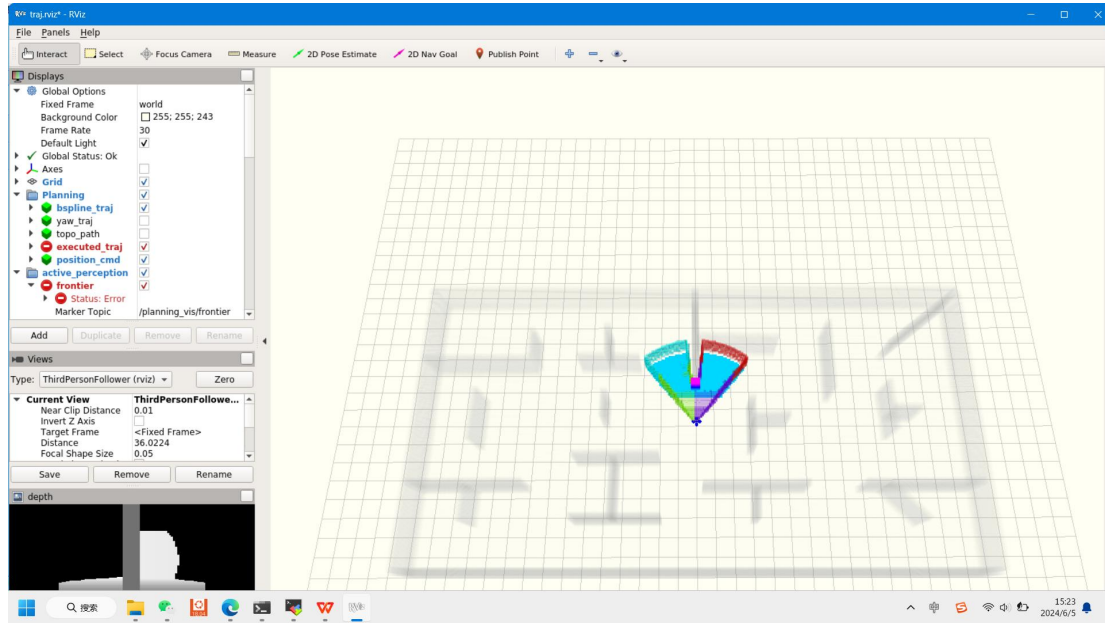 traj.rviz* - RViz
File Panels Help
Interact Select Focus Camera Measure 2D Pose Estimate 2D Nav Goal Publish Point
Displays
Global Options
Fixed Frame world
Background Color 255; 255; 243
Frame Rate 30
Default Light
Global Status: Ok
Axes
Grid
Planning
bspline_traj
yaw_traj
topo_path
executed_traj
position_cmd
active_perception
frontier
Status: Error
Marker Topic /planning_vis/frontier
Add Duplicate Remove Rename
Views
Type: ThirdPersonFollower (rviz) Zero
Current View ThirdPersonFollowe...
Near Clip Distance 0.01
Invert Z Axis
Target Frame <Fixed Frame>
Distance 36.0224
Focal Shape Size 0.05
Save Remove Rename
depth
搜索
中
15:23
2024/6/5